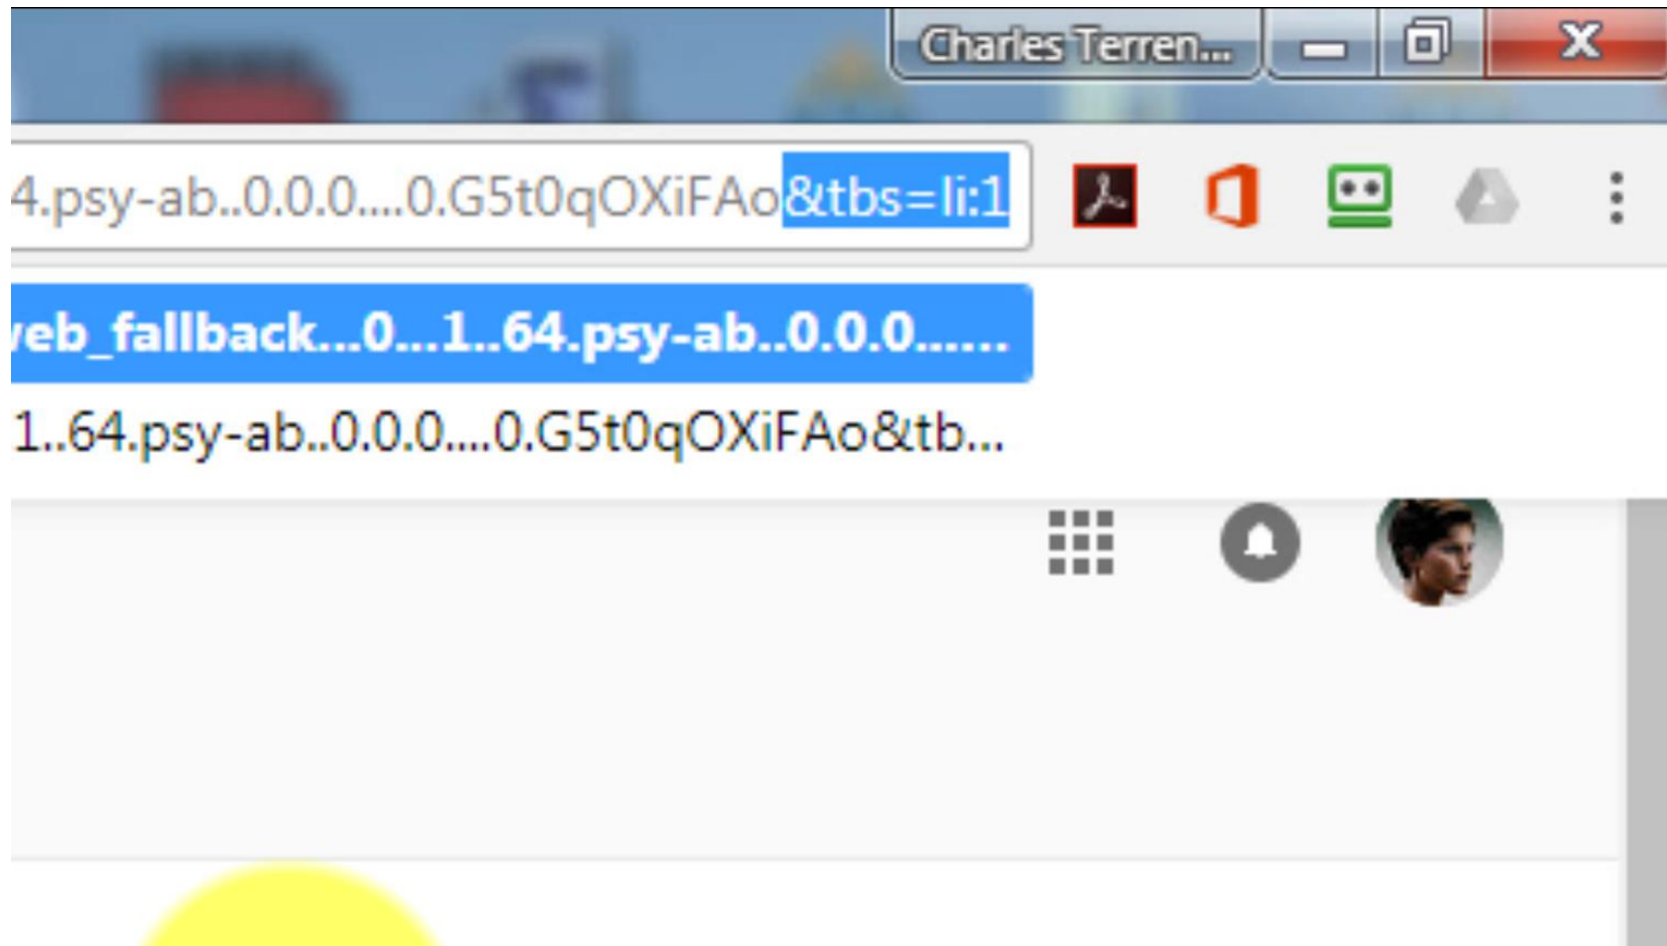 Charles Terren...
4.psy-ab..0.0.0....0.G5t0qOXiFAo&tbs=li:1
veb_fallback...0...1..64.psy-ab..0.0.0......
1..64.psy-ab..0.0.0....0.G5t0qOXiFAo&tb...